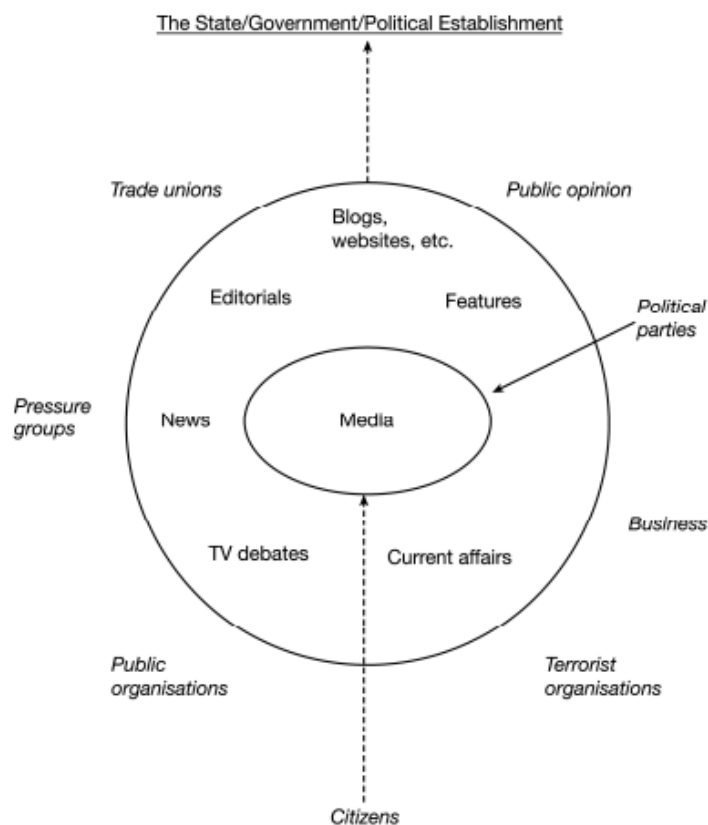 The State/Government/Political Establishment
Trade unions
Public opinion
Blogs,
websites, etc.
Editorials
Features
Political
parties
Pressure
groups
News
Media
Business
TV debates
Current affairs
Public
organisations
Terrorist
organisations
Citizens